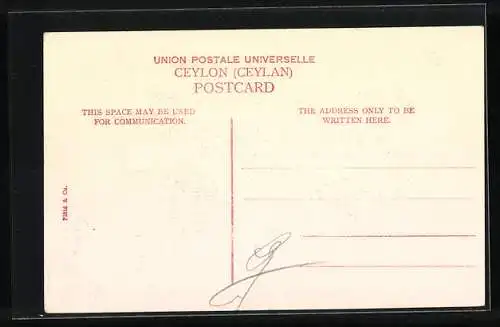 UNION POSTALE UNIVERSELLE
CEYLON (CEYLAN)
POSTCARD
THIS SPACE MAY BE USED
FOR COMMUNICATION.
THE ADDRESS ONLY TO BE
WRITTEN HERE.
& Co.